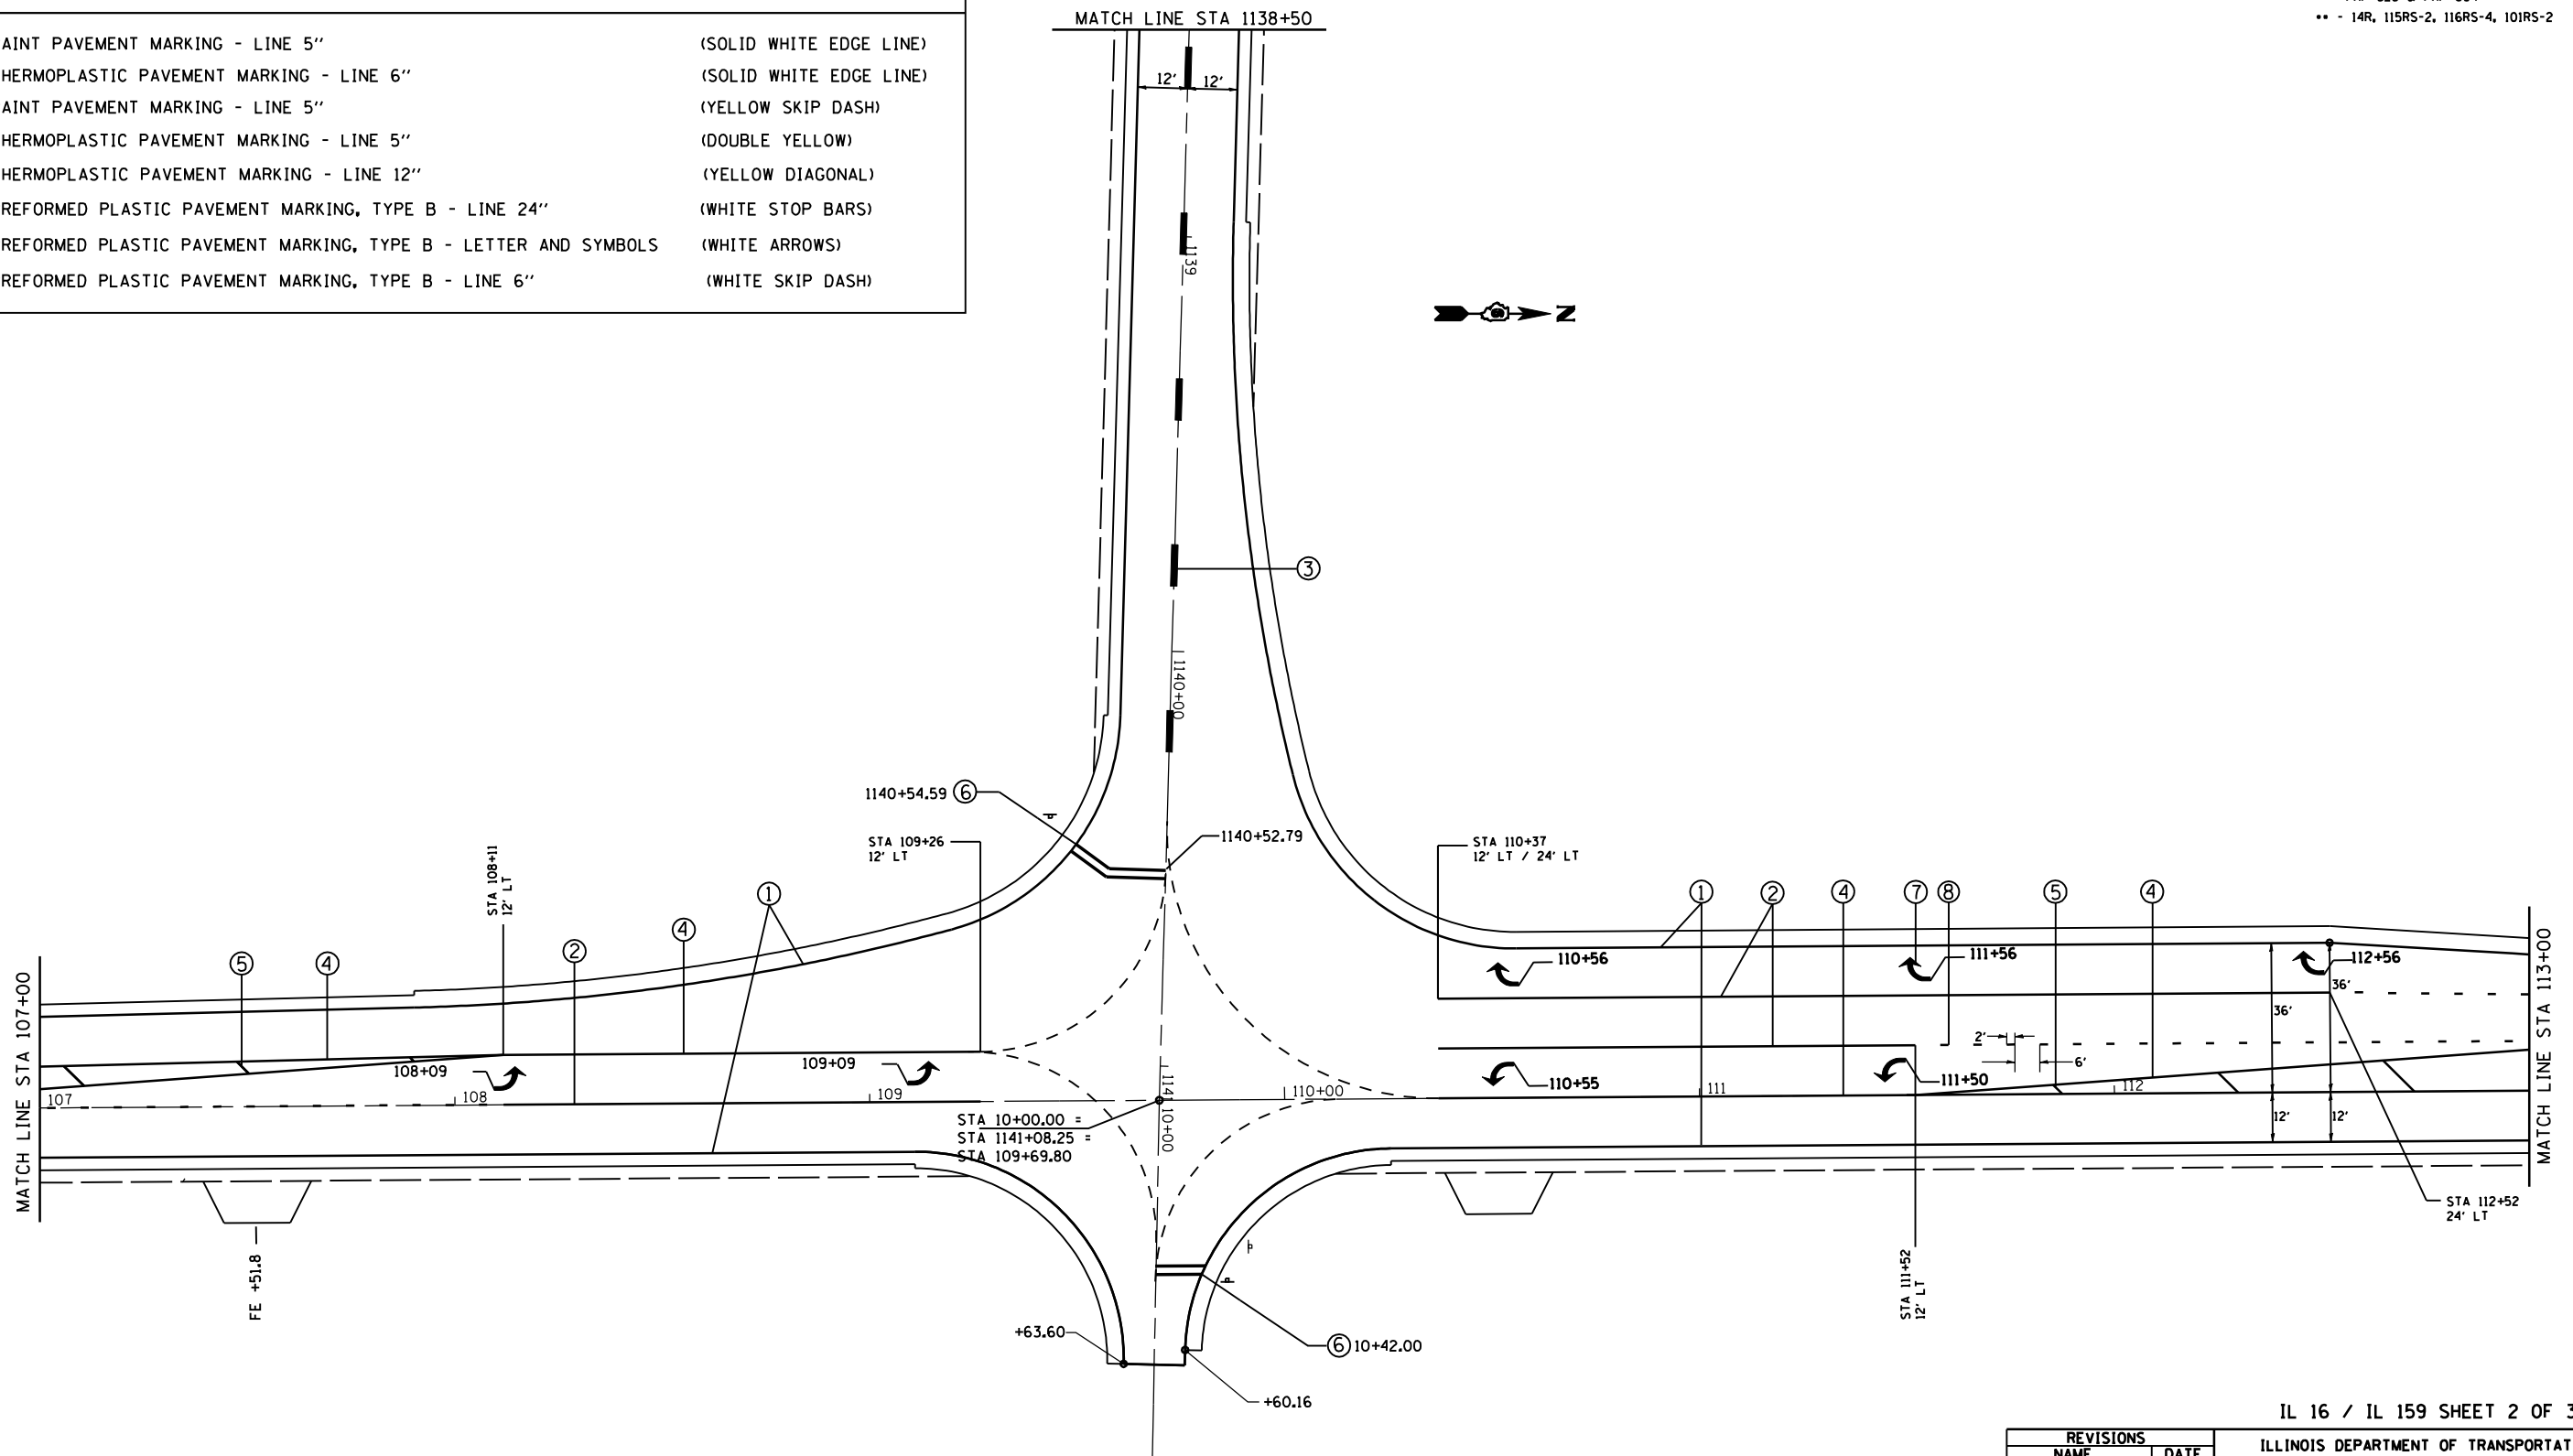 MATCH LINE STA 1138+50
•• - 14R, 115RS-2, 116RS-4, 101RS-2
AINT PAVEMENT MARKING - LINE 5'' (SOLID WHITE EDGE LINE)
HERMOPLASTIC PAVEMENT MARKING - LINE 6'' (SOLID WHITE EDGE LINE)
AINT PAVEMENT MARKING - LINE 5'' (YELLOW SKIP DASH)
HERMOPLASTIC PAVEMENT MARKING - LINE 5'' (DOUBLE YELLOW)
HERMOPLASTIC PAVEMENT MARKING - LINE 12'' (YELLOW DIAGONAL)
REFORMED PLASTIC PAVEMENT MARKING, TYPE B - LINE 24'' (WHITE STOP BARS)
REFORMED PLASTIC PAVEMENT MARKING, TYPE B - LETTER AND SYMBOLS (WHITE ARROWS)
REFORMED PLASTIC PAVEMENT MARKING, TYPE B - LINE 6'' (WHITE SKIP DASH)
12' 12'
1139
N
3
1140+00
1140+54.59 6
1140+52.79
STA 109+26
12' LT
STA 110+37
12' LT / 24' LT
STA 108+11
12' LT
1
4
2
4
5
1 2 4 7 8 5 4
110+56
111+56
112+56
36'
36'
2'
6'
108+09
109+09
110+55
111+50
107
108
109
1141
10+00
110+00
111
112
12'
12'
MATCH LINE STA 107+00
MATCH LINE STA 113+00
STA 10+00.00 =
STA 1141+08.25 =
STA 109+69.80
STA 112+52
24' LT
FE +51.8
STA 111+52
12' LT
+63.60
6 10+42.00
+60.16
IL 16 / IL 159 SHEET 2 OF 3
REVISIONS
NAME DATE
ILLINOIS DEPARTMENT OF TRANSPORTAT